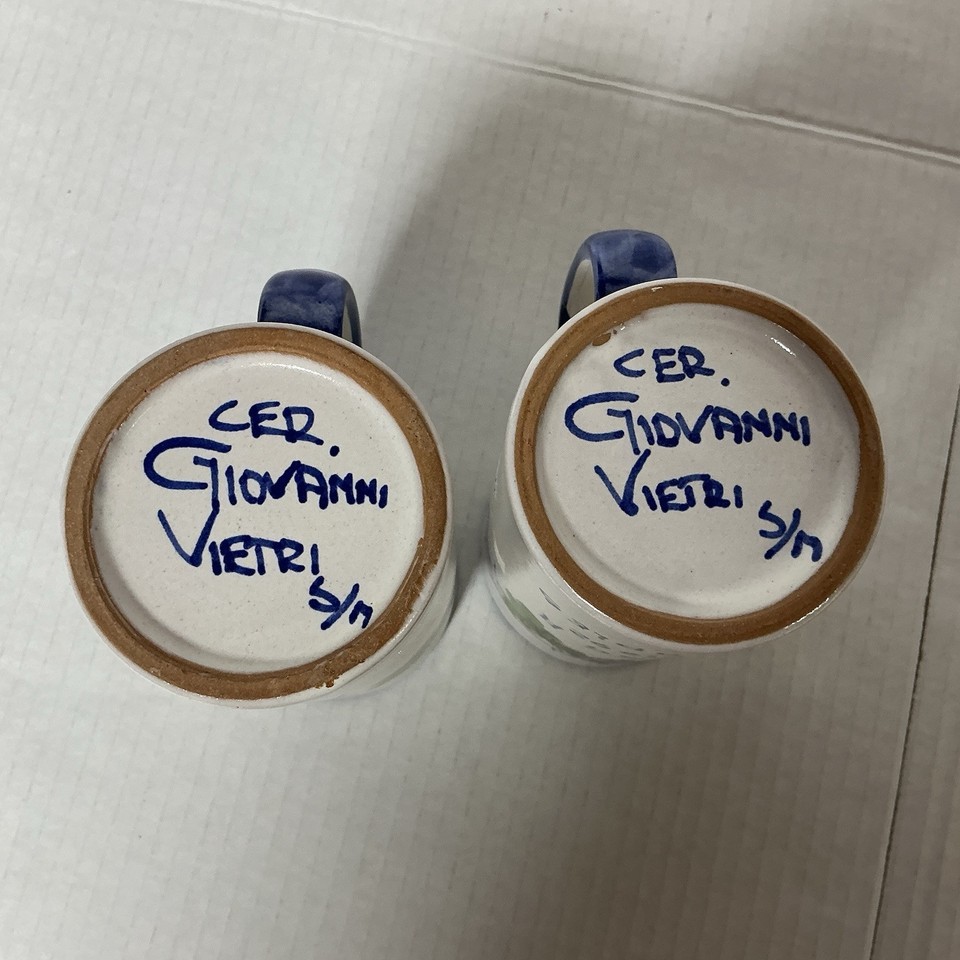 CER.
GIOVANNI
VIETRI
S/M
CER.
GIOVANNI
VIETRI
S/M